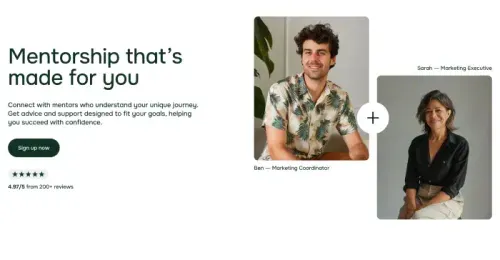 Mentorship that's
made for you
Connect with mentors who understand your unique journey.
Get advice and support designed to fit your goals, helping
you succeed with confidence.
Sign up now
4.97/5 from 200+ reviews
Sarah — Marketing Executive
Ben — Marketing Coordinator